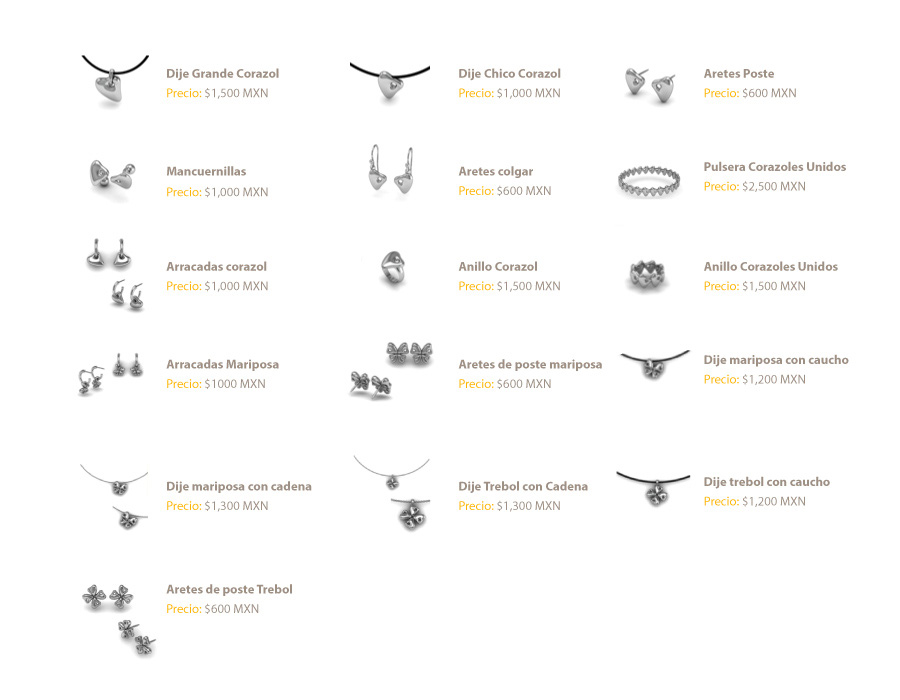 Dije Grande Corazol
Precio: $1,500 MXN
Dije Chico Corazol
Precio: $1,000 MXN
Aretes Poste
Precio: $600 MXN
Mancuernillas
Precio: $1,000 MXN
Aretes colgar
Precio: $600 MXN
Pulsera Corazoles Unidos
Precio: $2,500 MXN
Arracadas corazol
Precio: $1,000 MXN
Anillo Corazol
Precio: $1,500 MXN
Anillo Corazoles Unidos
Precio: $1,500 MXN
Arracadas Mariposa
Precio: $1000 MXN
Aretes de poste mariposa
Precio: $600 MXN
Dije mariposa con caucho
Precio: $1,200 MXN
Dije mariposa con cadena
Precio: $1,300 MXN
Dije Trebol con Cadena
Precio: $1,300 MXN
Dije trebol con caucho
Precio: $1,200 MXN
Aretes de poste Trebol
Precio: $600 MXN